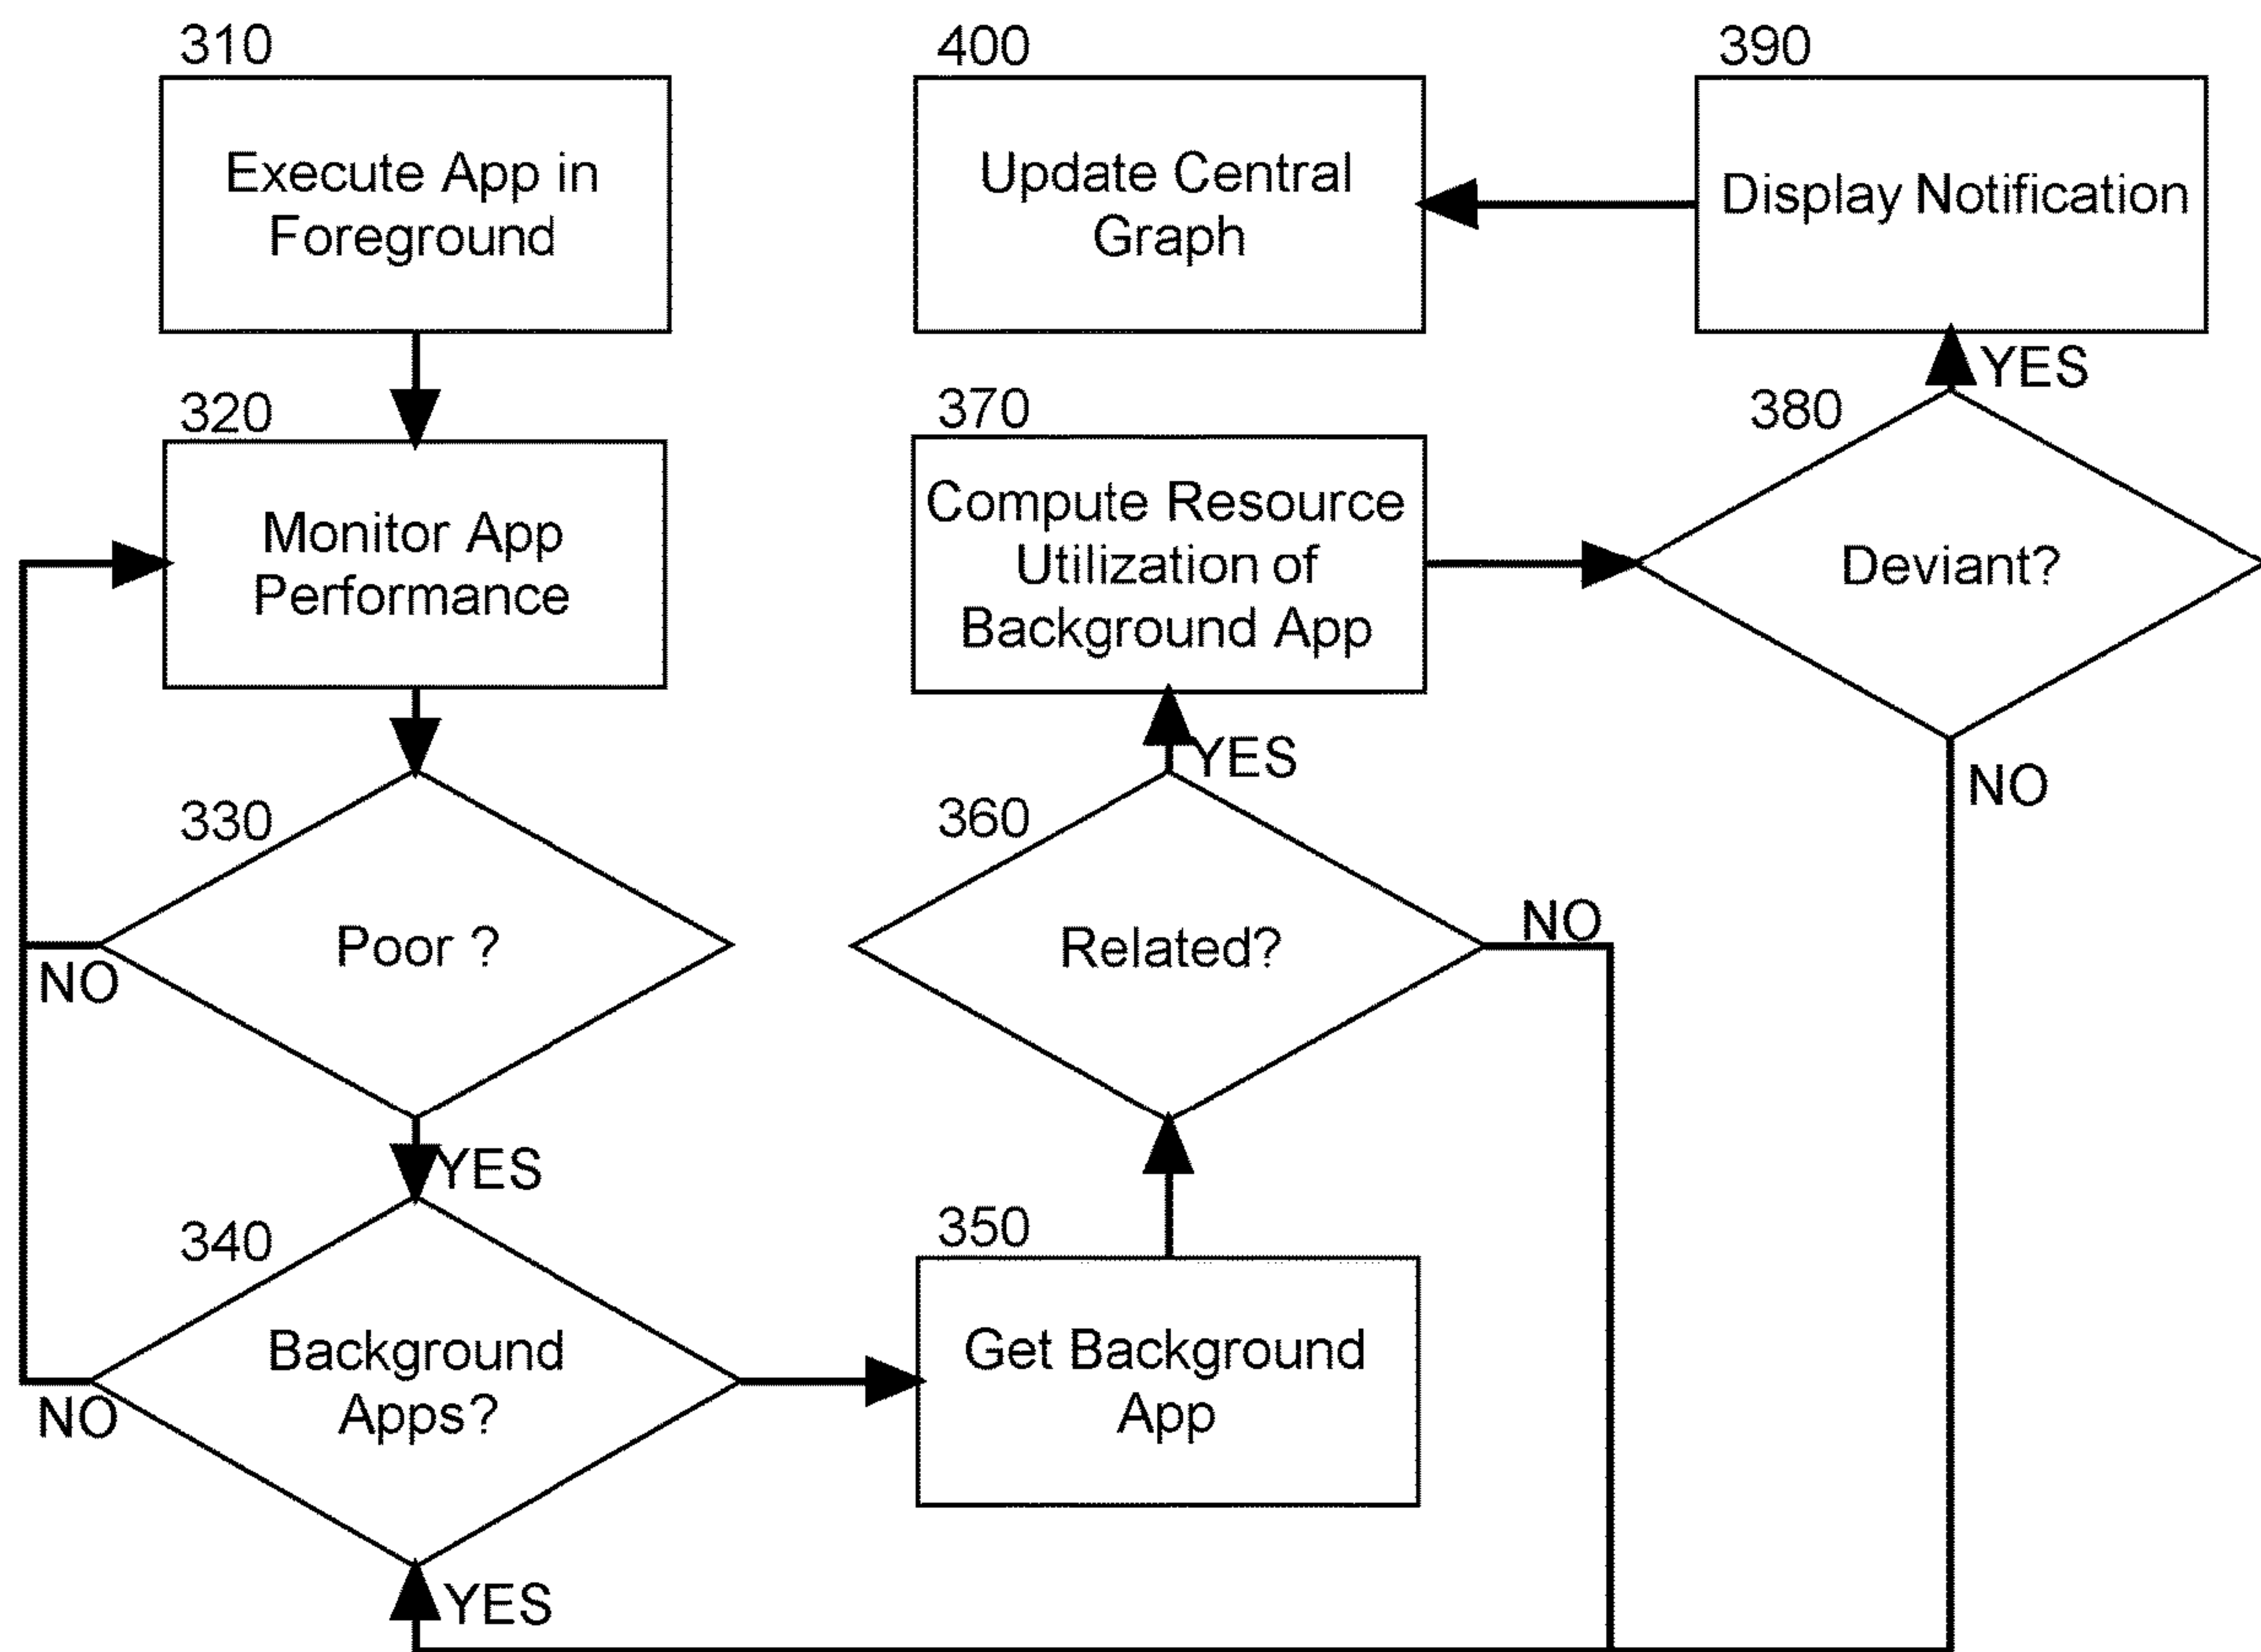 310
Execute App in
Foreground
320
Monitor App
Performance
330
Poor ?
NO
YES
340
Background
Apps?
NO
YES
350
Get Background
App
360
Related?
YES
NO
370
Compute Resource
Utilization of
Background App
380
Deviant?
YES
NO
390
Display Notification
400
Update Central
Graph